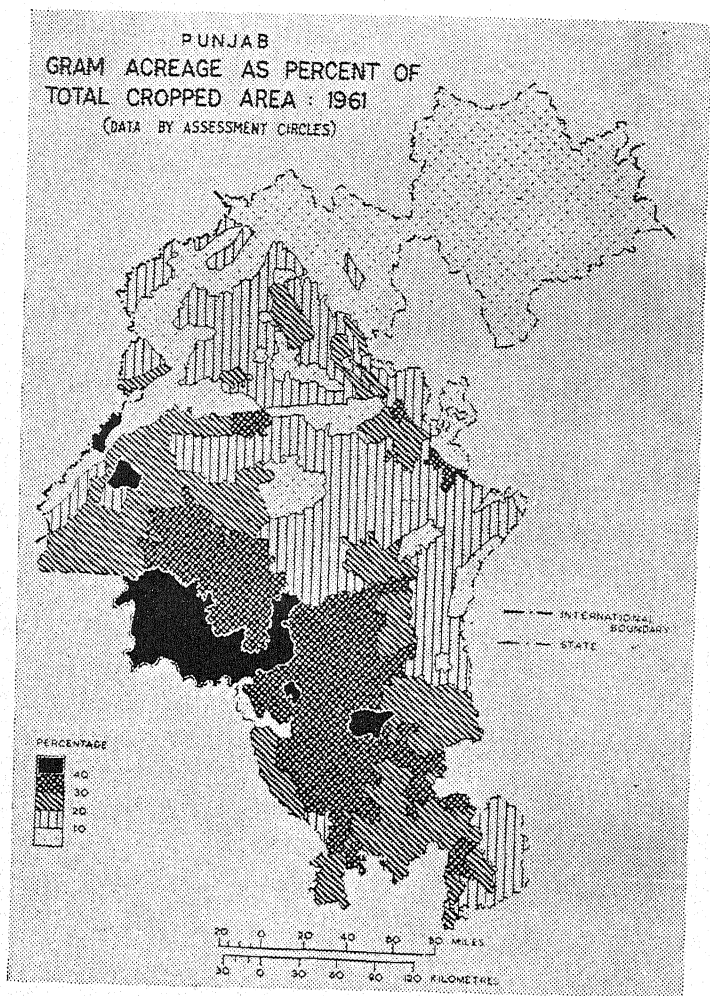 PUNJAB
GRAM ACREAGE AS PERCENT OF
TOTAL CROPPED AREA : 1961
(DATA BY ASSESSMENT CIRCLES)
INTERNATIONAL
BOUNDARY
STATE "
PERCENTAGE
40
30
20
10
20 0 20 40 60 80 MILES
30 0 30 60 90 120 KILOMETRES